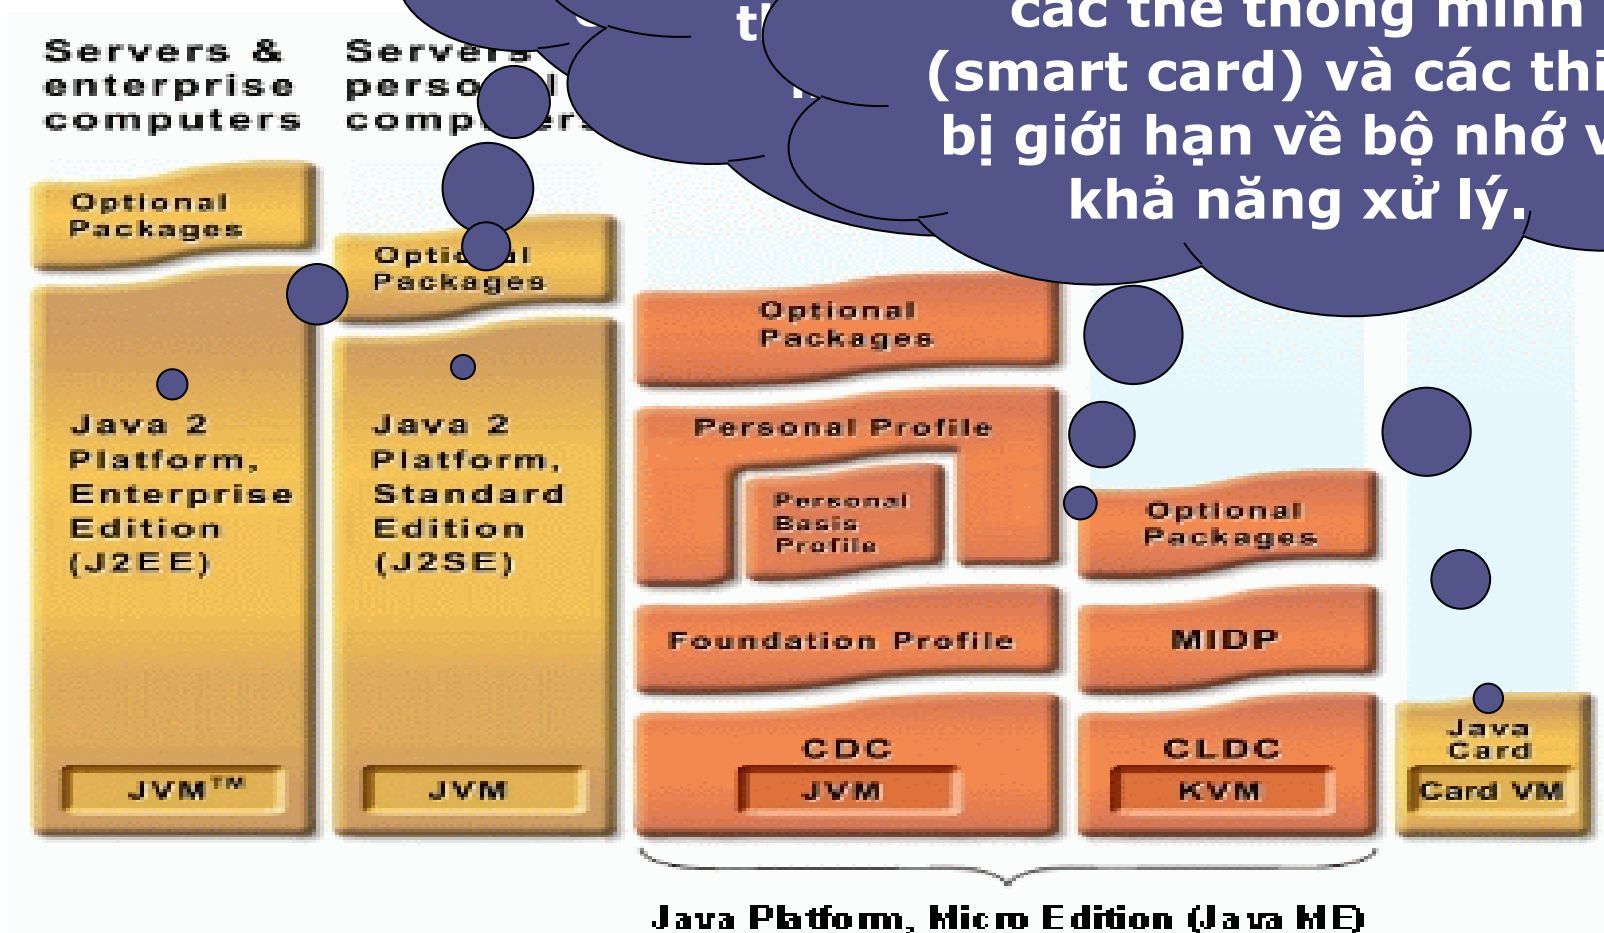 các thẻ thông minh
(smart card) và các thi
bị giới hạn về bộ nhớ v
khả năng xử lý.
Servers &
enterprise
computers
Servers
Optional
Packages
Java 2
Platform,
Enterprise
Edition
(J2EE)
JVM™
Packages
Java 2
Platform,
Standard
Edition
(J2SE)
JVM
Optional
Packages
Personal Profile
Personal
Basis
Profile
Foundation Profile
CDC
JVM
Optional
Packages
MIDP
CLDC
KVM
Java
Card
Card VM
Java Platform, Micro Edition (Java ME)